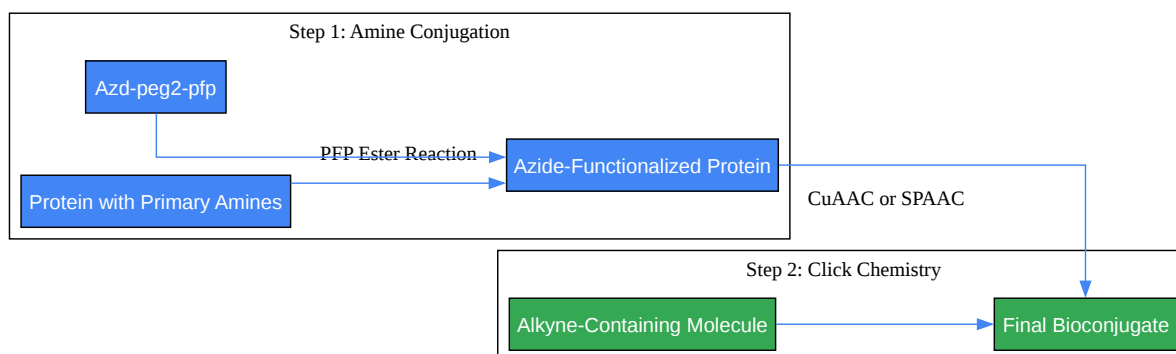 Step 1: Amine Conjugation
Azd-peg2-pfp
PFP Ester Reaction
Azide-Functionalized Protein
Protein with Primary Amines
CuAAC or SPAAC
Step 2: Click Chemistry
Alkyne-Containing Molecule
Final Bioconjugate